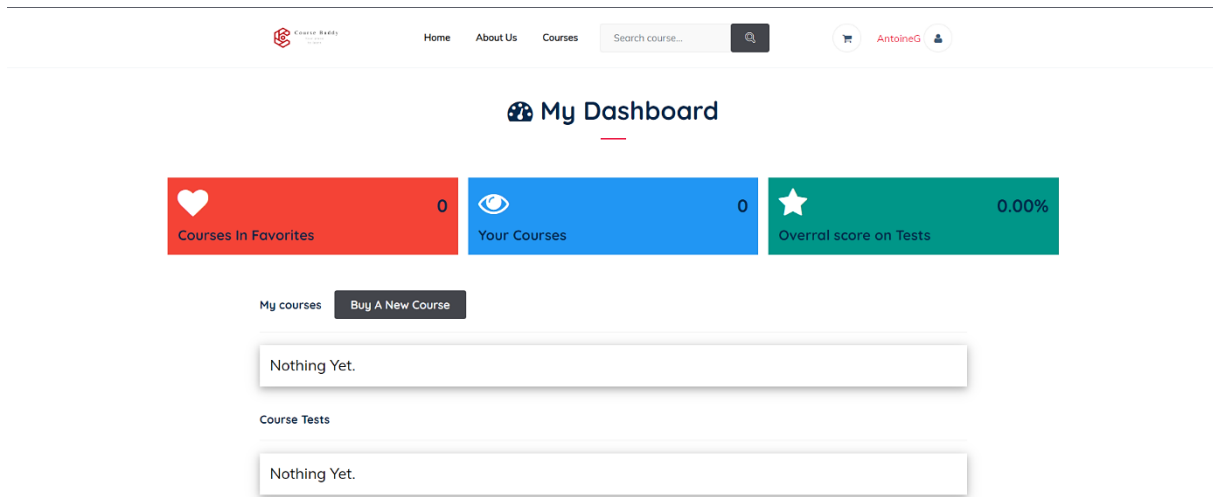 Course Buddy
Home About Us Courses Search course... AntoineG
My Dashboard
0 0 0.00%
Courses In Favorites Your Courses Overral score on Tests
My courses Buy A New Course
Nothing Yet.
Course Tests
Nothing Yet.